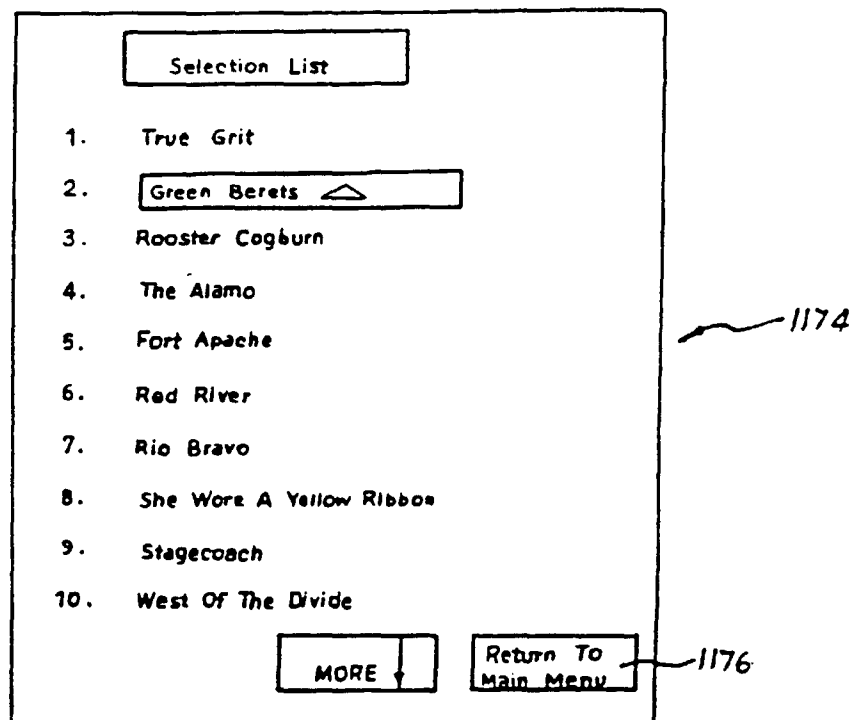 Selection List
1. True Grit
2. Green Berets
3. Rooster Cogburn
4. The Alamo
5. Fort Apache
6. Red River
7. Rio Bravo
8. She Wore A Yellow Ribbon
9. Stagecoach
10. West Of The Divide
MORE
Return To
Main Menu
1174
1176